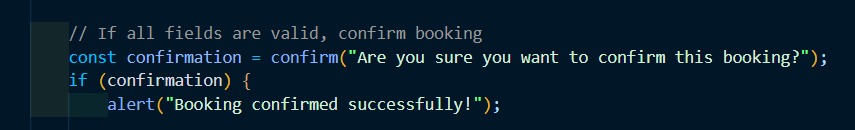 // If all fields are valid, confirm booking
const confirmation = confirm("Are you sure you want to confirm this booking?");
if (confirmation) {
alert("Booking confirmed successfully!");